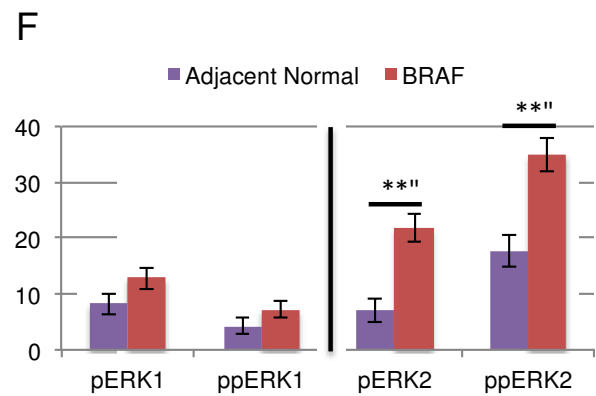 F
Adjacent Normal BRAF
**" **"
40
30
20
10
0
pERK1 ppERK1 pERK2 ppERK2